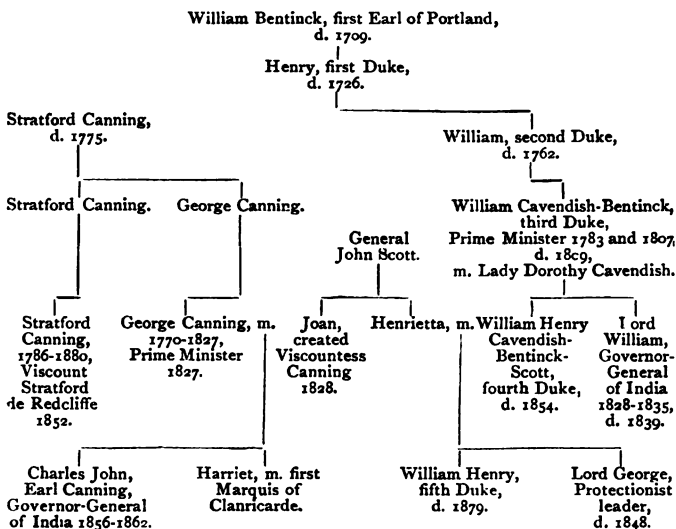 William Bentinck, first Earl of Portland,
d. 1709.
Henry, first Duke,
d. 1726.
Stratford Canning,
d. 1775.
William, second Duke,
d. 1762.
Stratford Canning.
George Canning.
William Cavendish-Bentinck,
third Duke,
Prime Minister 1783 and 1807,
d. 18c9,
m. Lady Dorothy Cavendish.
General
John Scott.
Stratford
Canning,
1786-1880,
Viscount
Stratford
de Redcliffe
1852.
George Canning, m.
1770-1827,
Prime Minister
1827.
Joan,
created
Viscountess
Canning
1828.
Henrietta, m.
William Henry
Cavendish-
Bentinck-
Scott,
fourth Duke,
d. 1854.
Lord
William,
Governor-
General
of India
1828-1835,
d. 1839.
Charles John,
Earl Canning,
Governor-General
of India 1856-1862.
Harriet, m. first
Marquis of
Clanricarde.
William Henry,
fifth Duke,
d. 1879.
Lord George,
Protectionist
leader,
d. 1848.